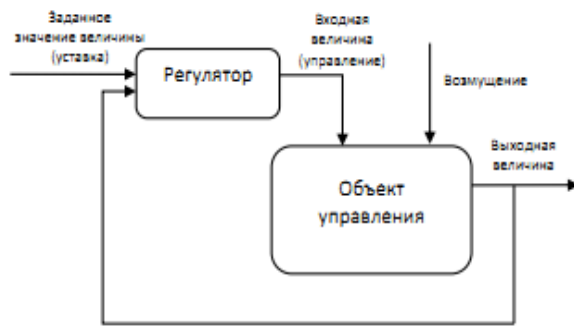 Заданное
значение величины
(уставка)
Регулятор
Входная
величина
(управление)
Возмущение
Выходная
величина
Объект
управления